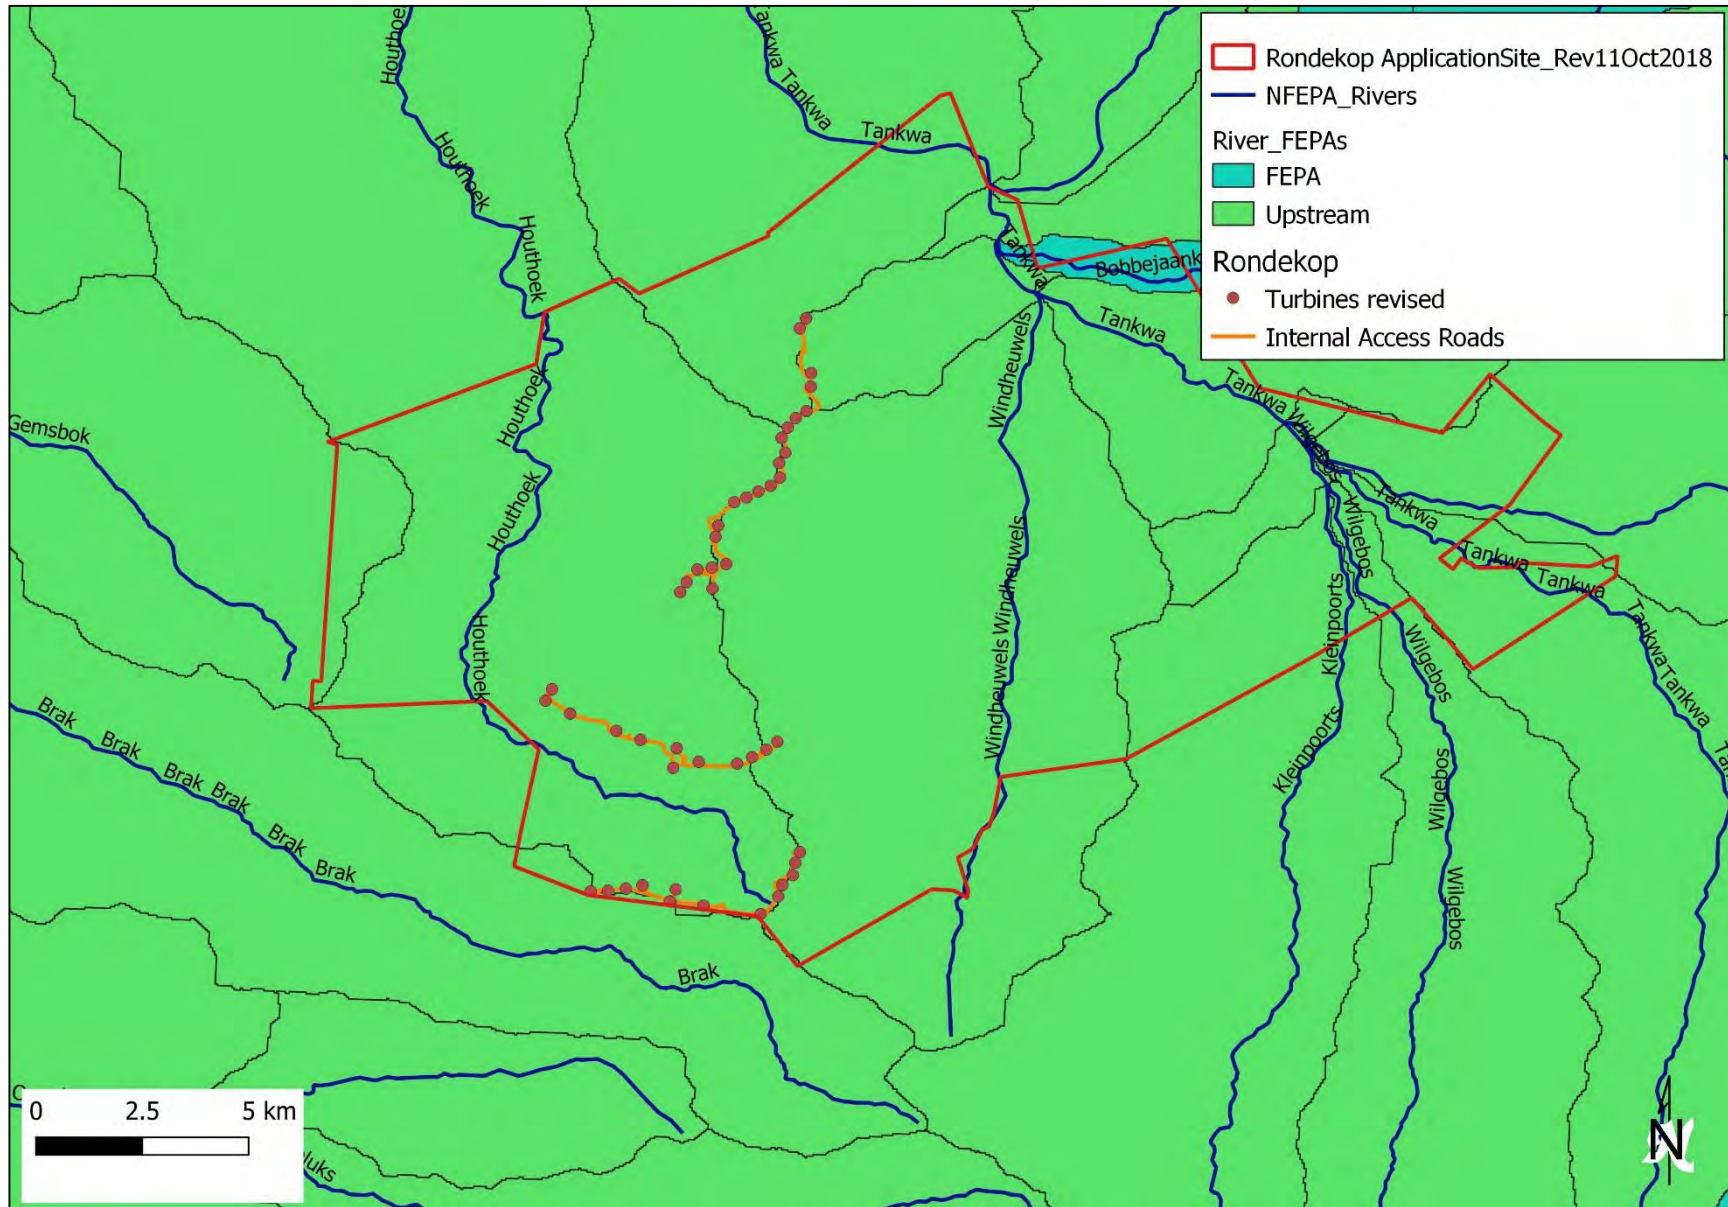 Houthoek
Tankwa
Tankwa
Tankwa
Rondekop ApplicationSite_Rev11Oct2018
NFEPA_Rivers
River_FEPAs
FEPA
Upstream
Rondekop
Turbines revised
Internal Access Roads
Houthoek
Houthoek
Tankwa
Bobbejaank
Tankwa
Windheuwels
Houthoek
Tankwa
Wilgebos
Gemsbok
Houthoek
Tankwa
Wilgebos
Tankwa
Tankwa
Windheuwels
Windheuwels
Kleinpoorts
Houthoek
Wilgebos
Tankwa
Tankwa
Windheuwels
Kleinpoorts
Brak
Brak
Brak
Brak
Brak
Brak
Wilgebos
Wilgebos
Brak
0 2.5 5 km
N